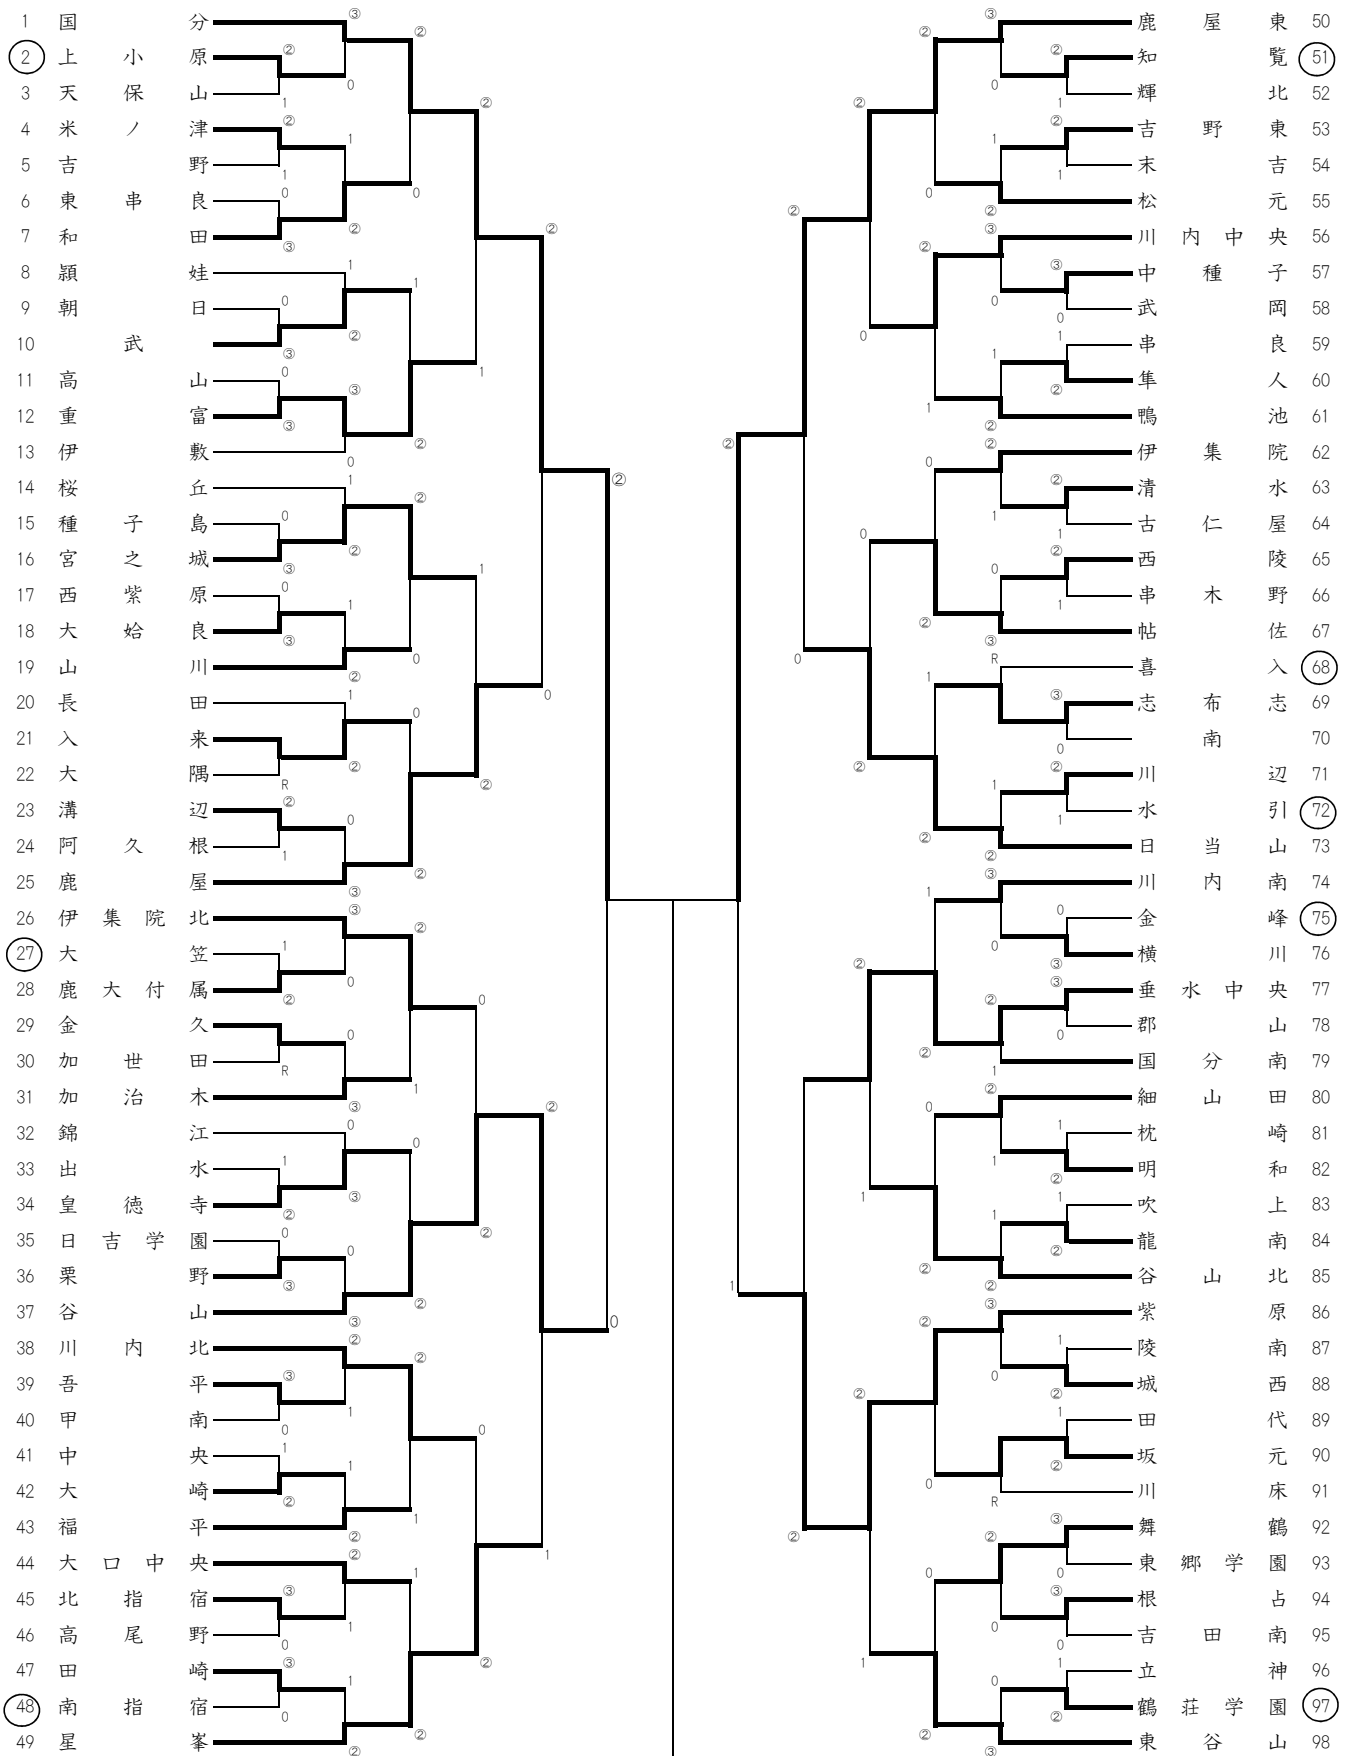 1 国分
2 上小原
3 天保山
4 米ノ津
5 吉野
6 東串良
7 和田
8 頴娃
9 朝日
10 武
11 高山
12 重富
13 伊敷
14 桜丘
15 種子島
16 宮之城
17 西紫原
18 大姶良
19 山川
20 長田
21 入来
22 大隅
23 溝辺
24 阿久根
25 鹿屋
26 伊集院北
27 大笠
28 鹿大付属
29 金久
30 加世田
31 加治木
32 錦江
33 出水
34 皇徳寺
35 日吉学園
36 栗野
37 谷山
38 川内北
39 吾平
40 甲南
41 中央
42 大崎
43 福平
44 大口中央
45 北指宿
46 高尾野
47 田崎
48 南指宿
49 星峯
鹿屋東 50
知覧 51
輝北 52
吉野東 53
末吉 54
松元 55
川内中央 56
中種子 57
武岡 58
串良 59
隼人 60
鴨池 61
伊集院 62
清水 63
古仁屋 64
西陵 65
串木野 66
帖佐 67
喜入 68
志布志 69
南 70
川辺 71
水引 72
日当山 73
川内南 74
金峰 75
横川 76
垂水中央 77
郡山 78
国分南 79
細山田 80
枕崎 81
明和 82
吹上 83
龍南 84
谷山北 85
紫原 86
陵南 87
城西 88
田代 89
坂元 90
川床 91
舞鶴 92
東郷学園 93
根占 94
吉田南 95
立神 96
鶴荘学園 97
東谷山 98